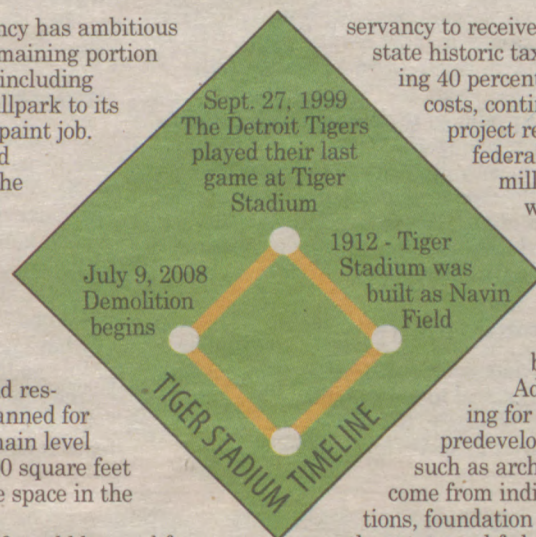 ncy has ambitious
maining portion
including
llpark to its
paint job.
d
he
d res-
anned for
nain level
0 square feet
e space in the
Sept. 27, 1999
The Detroit Tigers
played their last
game at Tiger
Stadium
1912 - Tiger
Stadium was
built as Navin
Field
July 9, 2008
Demolition
begins
TIGER STADIUM TIMELINE
servancy to receive
state historic tax
ing 40 percent
costs, conti
project re
federa
mill
w
b
Ad
ing for
predevelo
such as arch
come from indi
tions, foundation